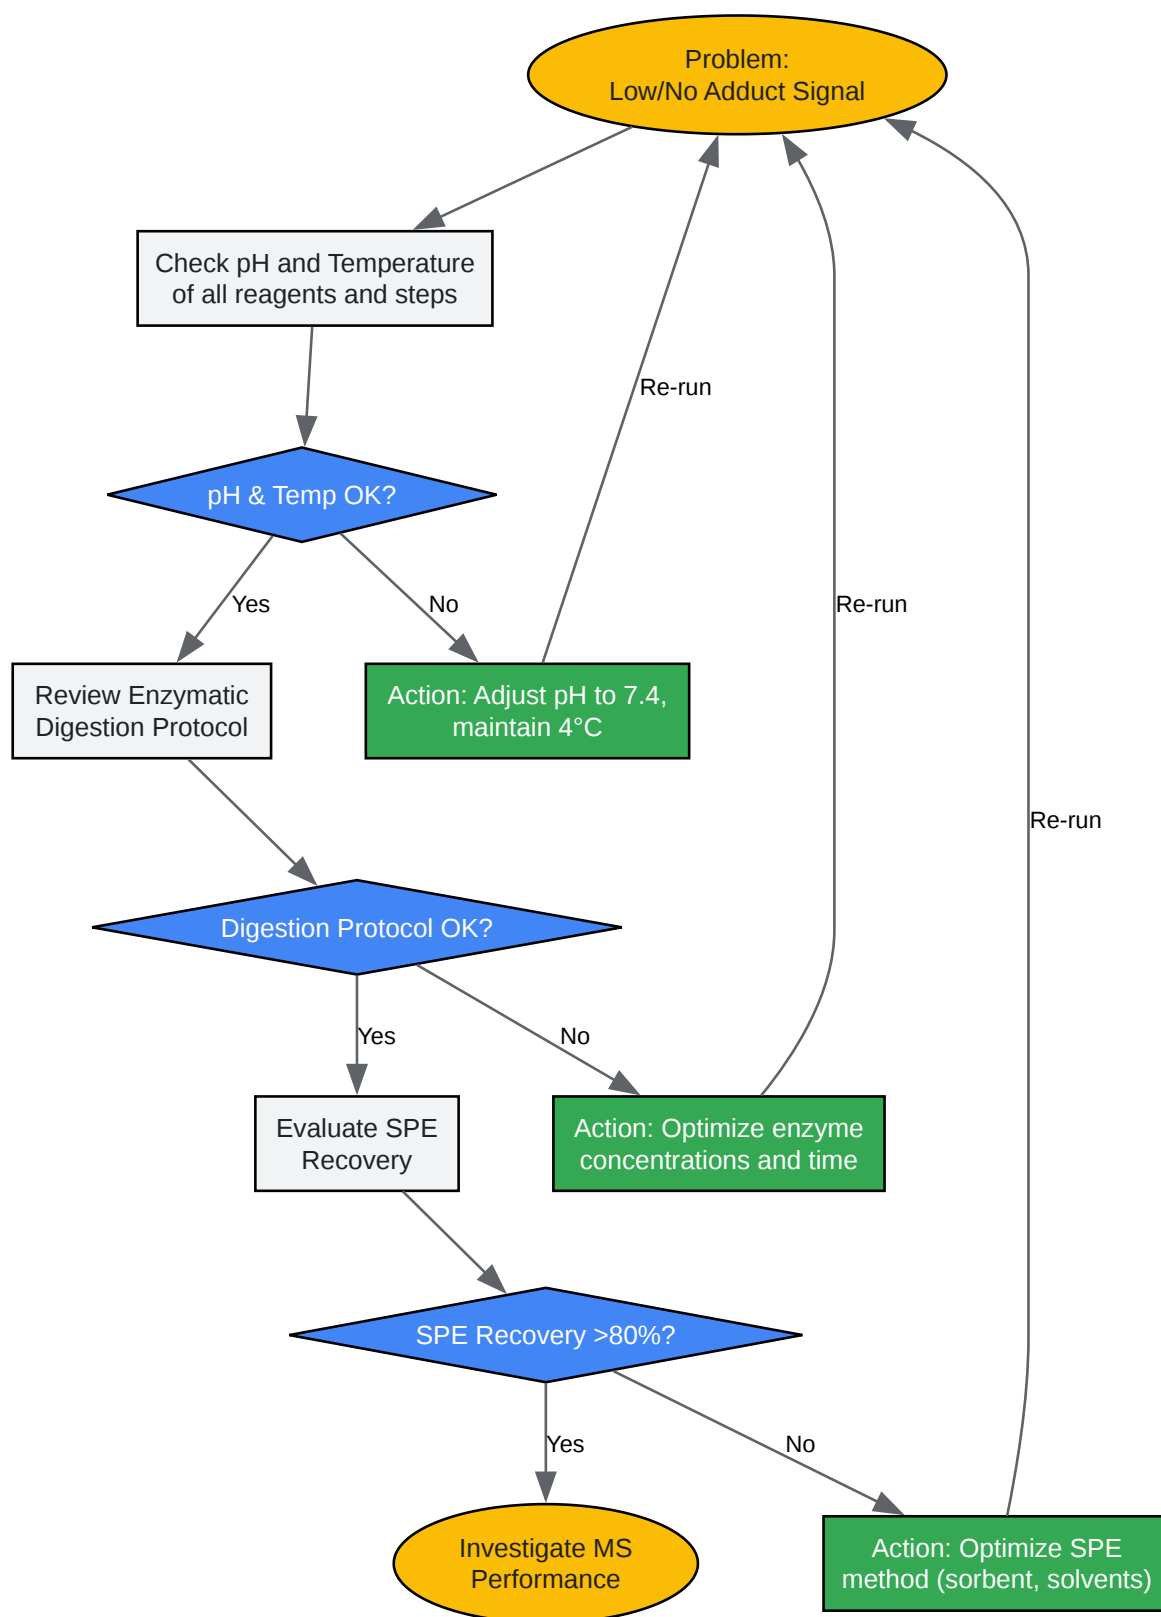 Problem:
Low/No Adduct Signal
Check pH and Temperature
of all reagents and steps
Re-run
pH & Temp OK?
Yes
No
Re-run
Review Enzymatic
Digestion Protocol
Action: Adjust pH to 7.4,
maintain 4°C
Re-run
Digestion Protocol OK?
Yes
No
Evaluate SPE
Recovery
Action: Optimize enzyme
concentrations and time
SPE Recovery >80%?
Yes
No
Investigate MS
Performance
Action: Optimize SPE
method (sorbent, solvents)